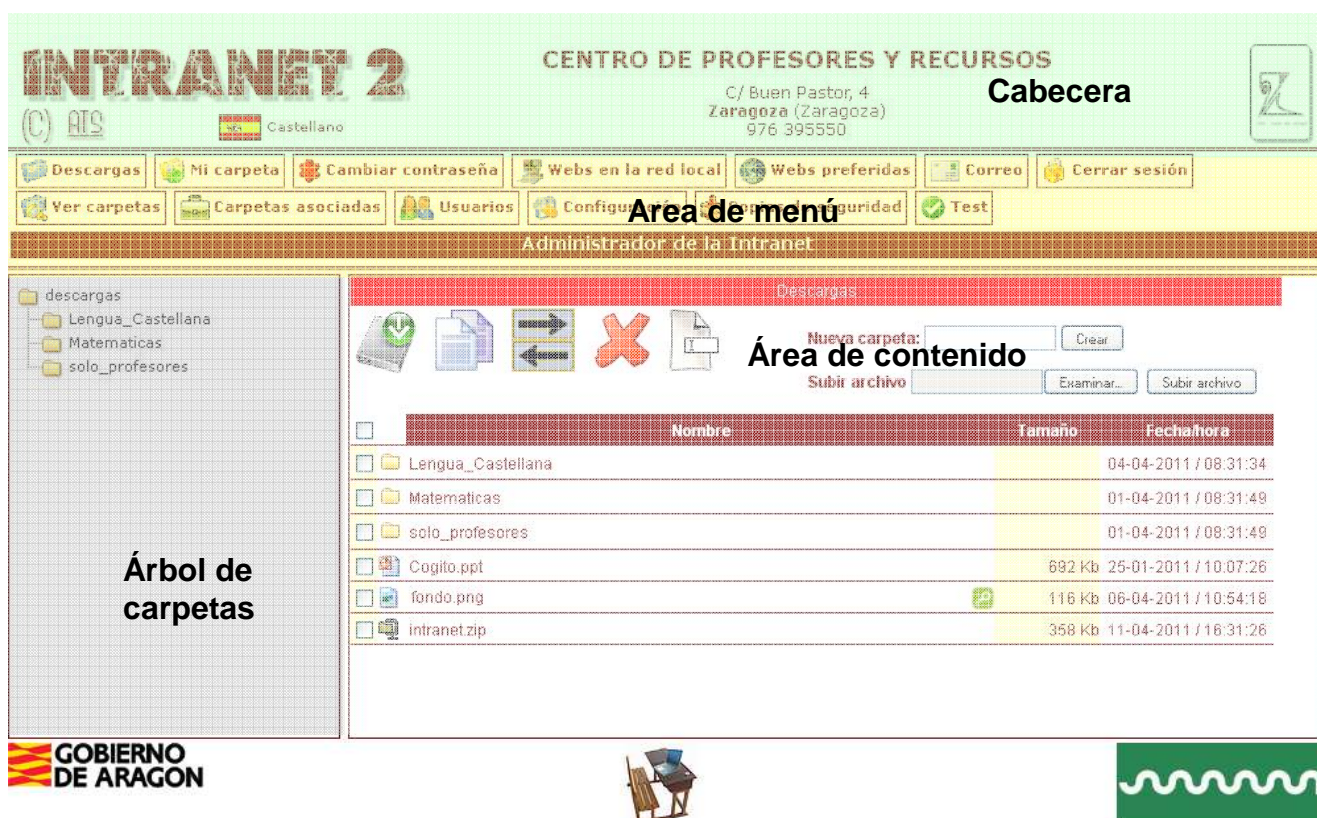 INTRANET 2
(C) ATS
Castellano
CENTRO DE PROFESORES Y RECURSOS
C/ Buen Pastor, 4
Zaragoza (Zaragoza)
976 395550
Cabecera
Descargas Mi carpeta Cambiar contraseña Webs en la red local Webs preferidas Correo Cerrar sesión
Ver carpetas Carpetas asociadas Usuarios Configuración Copias de seguridad Test
Area de menú
Administrador de la Intranet
descargas
Lengua_Castellana
Matematicas
solo_profesores
Árbol de
carpetas
Descargas
Nueva carpeta: Crear
Área de contenido
Subir archivo Examinar... Subir archivo
Nombre Tamaño Fecha/hora
Lengua_Castellana 04-04-2011 / 08:31:34
Matematicas 01-04-2011 / 08:31:49
solo_profesores 01-04-2011 / 08:31:49
Cogito.ppt 692 Kb 25-01-2011 / 10:07:26
fondo.png 116 Kb 06-04-2011 / 10:54:18
intranet.zip 358 Kb 11-04-2011 / 16:31:26
GOBIERNO
DE ARAGON